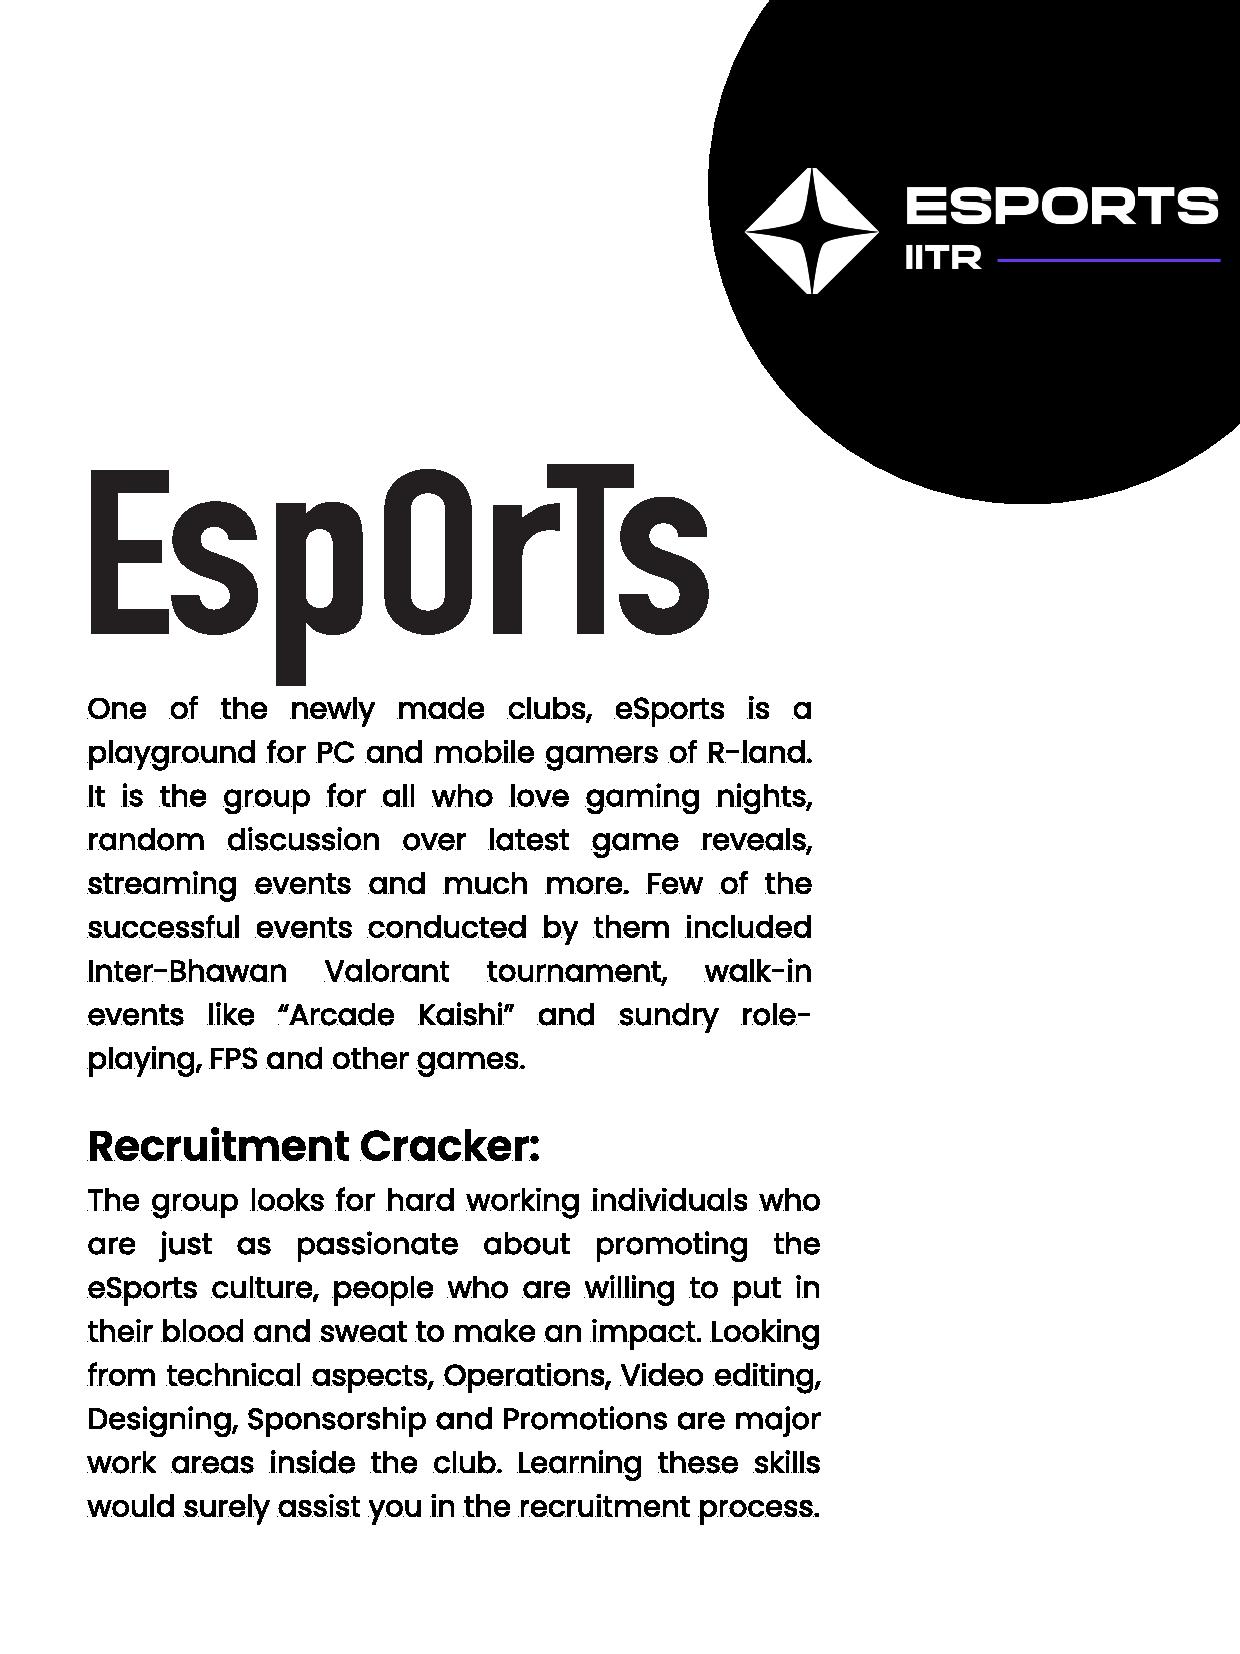 ESPORTS
IITR
EspOrTs
One of the newly made clubs, eSports is a
playground for PC and mobile gamers of R-land.
It is the group for all who love gaming nights,
random discussion over latest game reveals,
streaming events and much more. Few of the
successful events conducted by them included
Inter-Bhawan Valorant tournament, walk-in
events like “Arcade Kaishi” and sundry role-
playing, FPS and other games.
Recruitment Cracker:
The group looks for hard working individuals who
are just as passionate about promoting the
eSports culture, people who are willing to put in
their blood and sweat to make an impact. Looking
from technical aspects, Operations, Video editing,
Designing, Sponsorship and Promotions are major
work areas inside the club. Learning these skills
would surely assist you in the recruitment process.